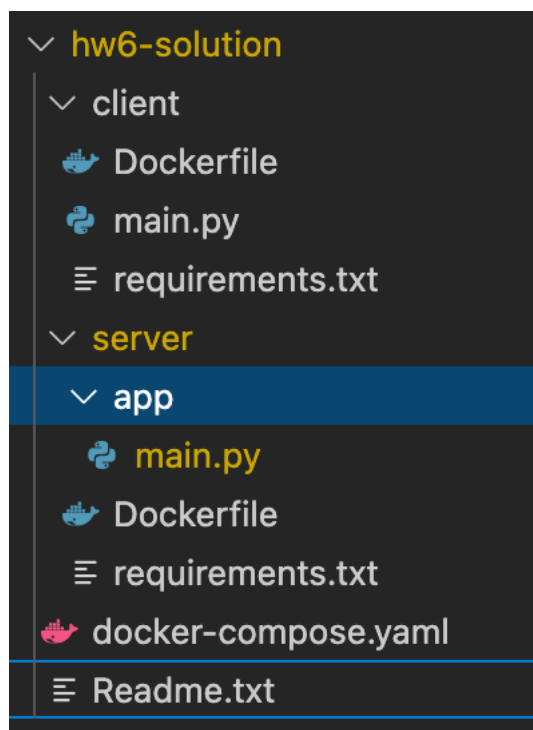 hw6-solution
client
Dockerfile
main.py
requirements.txt
server
app
main.py
Dockerfile
requirements.txt
docker-compose.yaml
Readme.txt